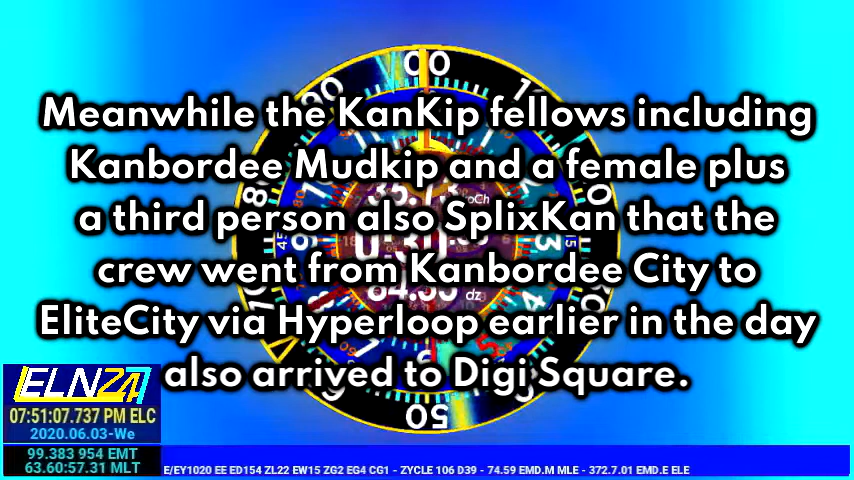 Meanwhile the KanKip fellows including
Kanbordee Mudkip and a female plus
a third person also SplixKan that the
crew went from Kanbordee City to
EliteCity via Hyperloop earlier in the day
also arrived to Digi Square.
00
50
ELN24
07:51:07.737 PM ELC
2020.06.03-We
99.383 954 EMT
63.60:57.31 MLT
E/EY1020 EE ED154 ZL22 EW15 ZG2 EG4 CG1 - ZYCLE 106 D39 - 74.59 EMD.M MLE - 372.7.01 EMD.E ELE